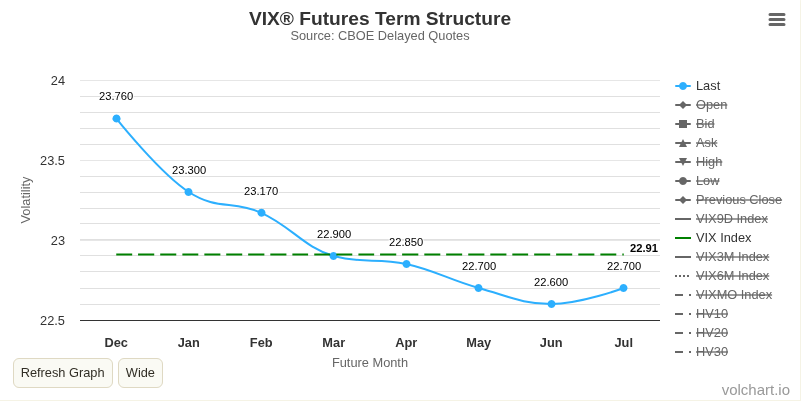 VIX® Futures Term Structure
Source: CBOE Delayed Quotes
24
23.5
23
22.5
Volatility
23.760
23.300
23.170
22.900
22.850
22.700
22.600
22.700
22.91
Dec Jan Feb Mar Apr May Jun Jul
Future Month
Last
Open
Bid
Ask
High
Low
Previous Close
VIX9D Index
VIX Index
VIX3M Index
VIX6M Index
VIXMO Index
HV10
HV20
HV30
Refresh Graph Wide
volchart.io